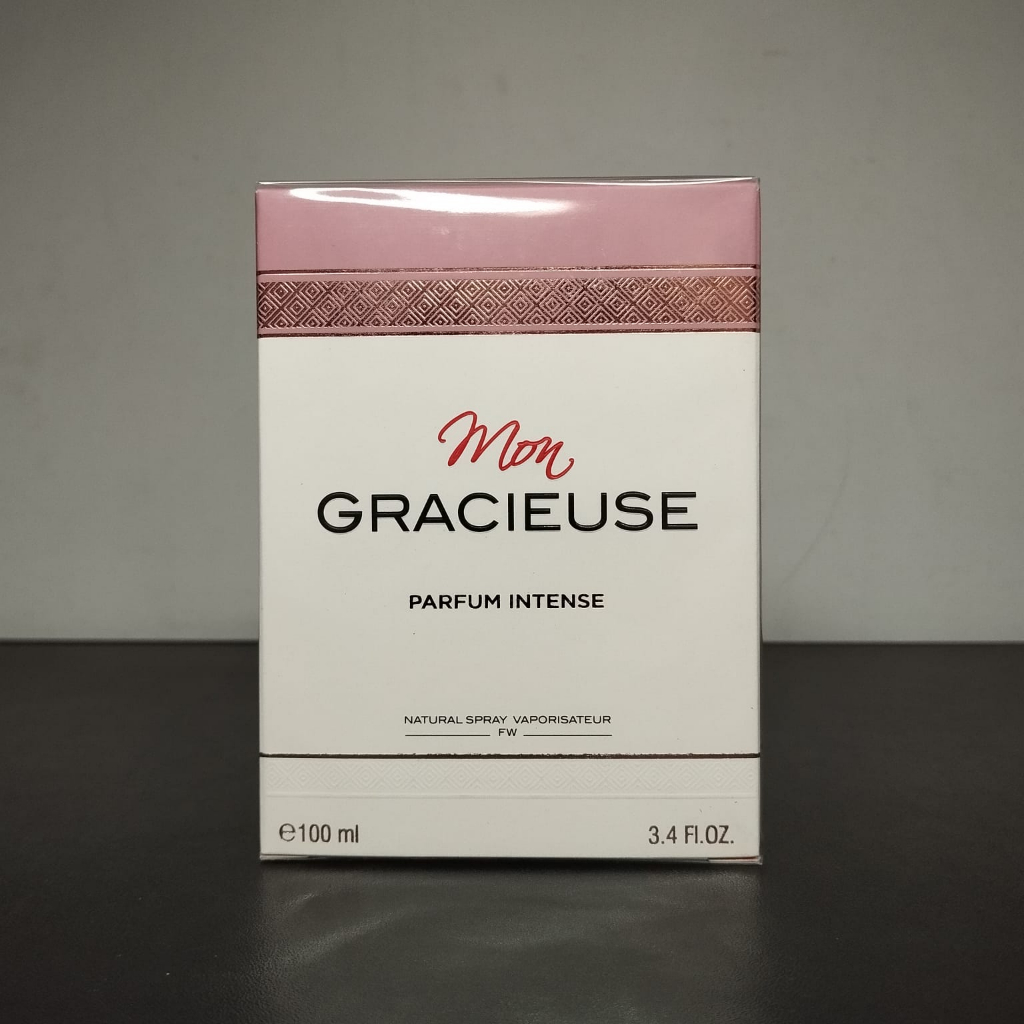 Mon
GRACIEUSE
PARFUM INTENSE
NATURAL SPRAY VAPORISATEUR
FW
℮100 ml 3.4 Fl.OZ.